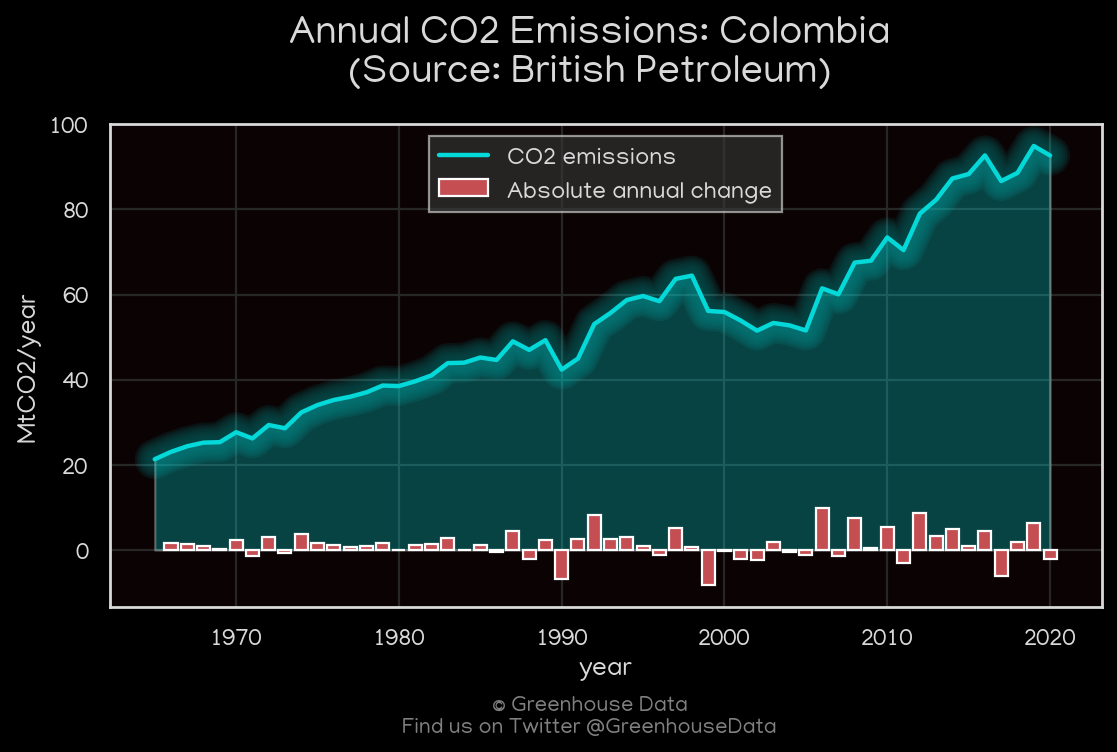 Annual CO2 Emissions: Colombia
(Source: British Petroleum)
100
80
60
40
20
0
MtCO2/year
CO2 emissions
Absolute annual change
1970 1980 1990 2000 2010 2020
year
© Greenhouse Data
Find us on Twitter @GreenhouseData